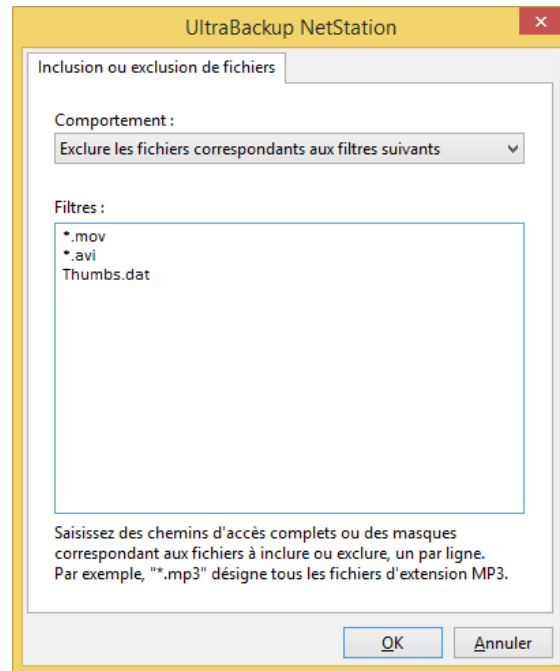 UltraBackup NetStation
Inclusion ou exclusion de fichiers
Comportement :
Exclure les fichiers correspondants aux filtres suivants
Filtres :
*.mov
*.avi
Thumbs.dat
Saisissez des chemins d'accès complets ou des masques
correspondant aux fichiers à inclure ou exclure, un par ligne.
Par exemple, "*.mp3" désigne tous les fichiers d'extension MP3.
OK
Annuler